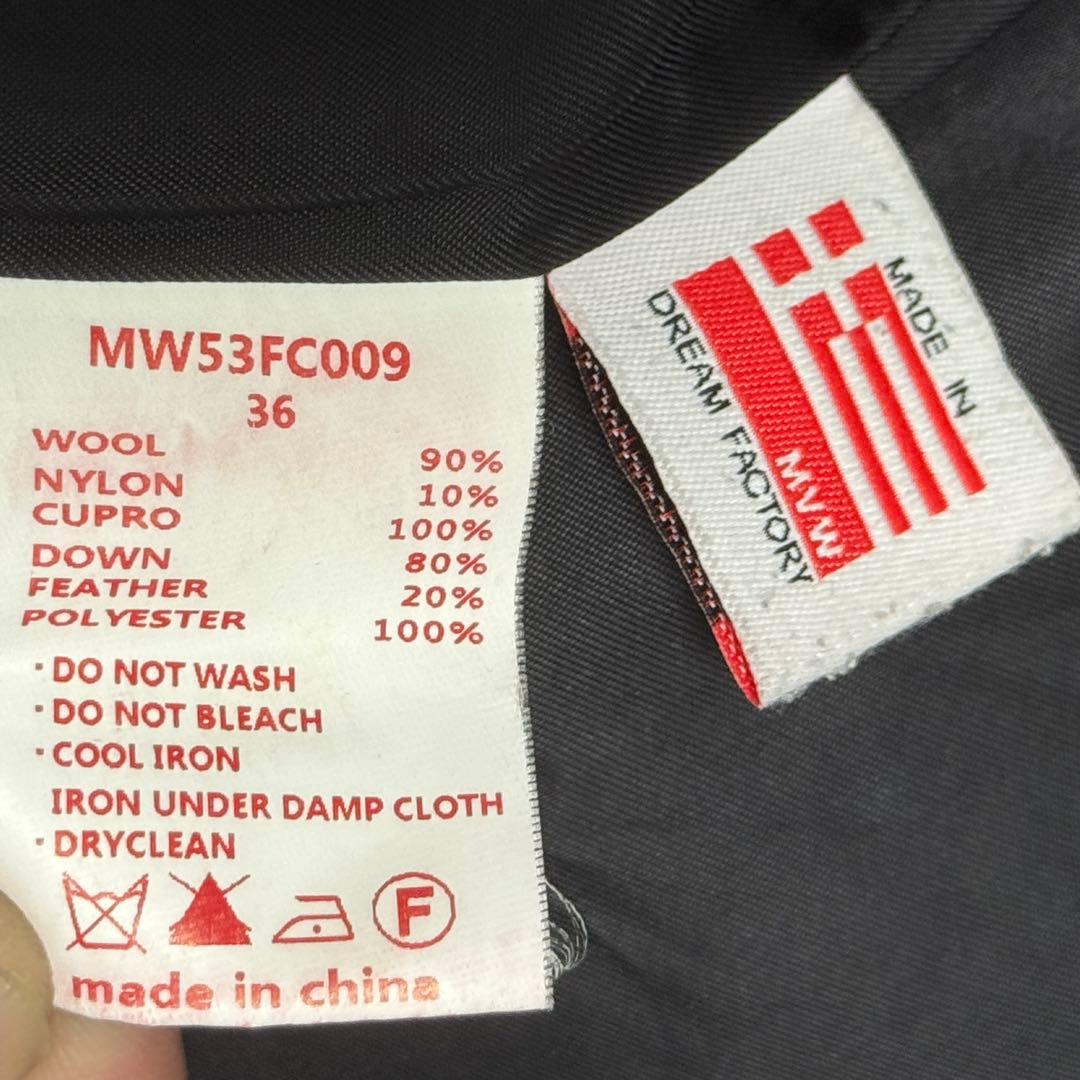 MW53FC009
36
WOOL 90%
NYLON 10%
CUPRO 100%
DOWN 80%
FEATHER 20%
POLYESTER 100%
· DO NOT WASH
· DO NOT BLEACH
· COOL IRON
IRON UNDER DAMP CLOTH
· DRYCLEAN
F
made in china
MADE IN
MVW
DREAM FACTORY